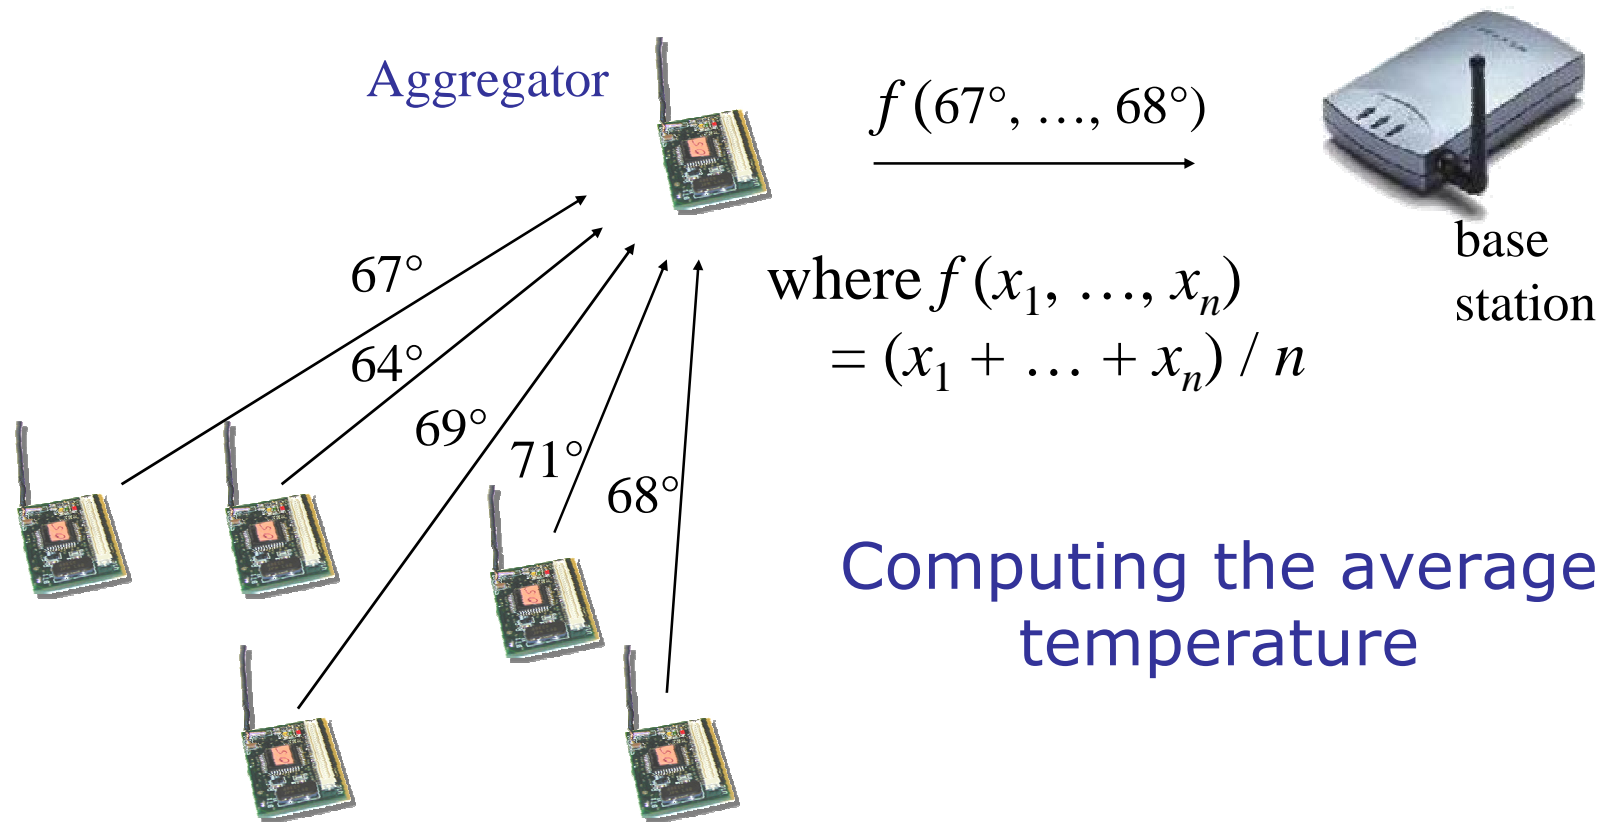 Aggregator
f (67°, …, 68°)
base
station
67°
64°
69°
71°
68°
where f (x₁, …, xₙ)
= (x₁ + … + xₙ) / n
Computing the average
temperature